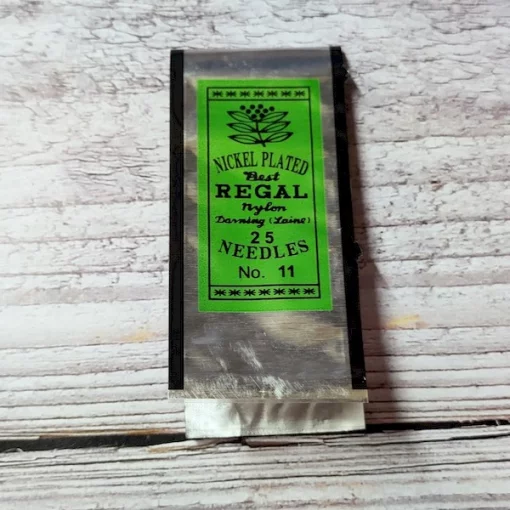 NICKEL PLATED
Best
REGAL
Nylon
Darning (Laine)
25
NEEDLES
No. 11